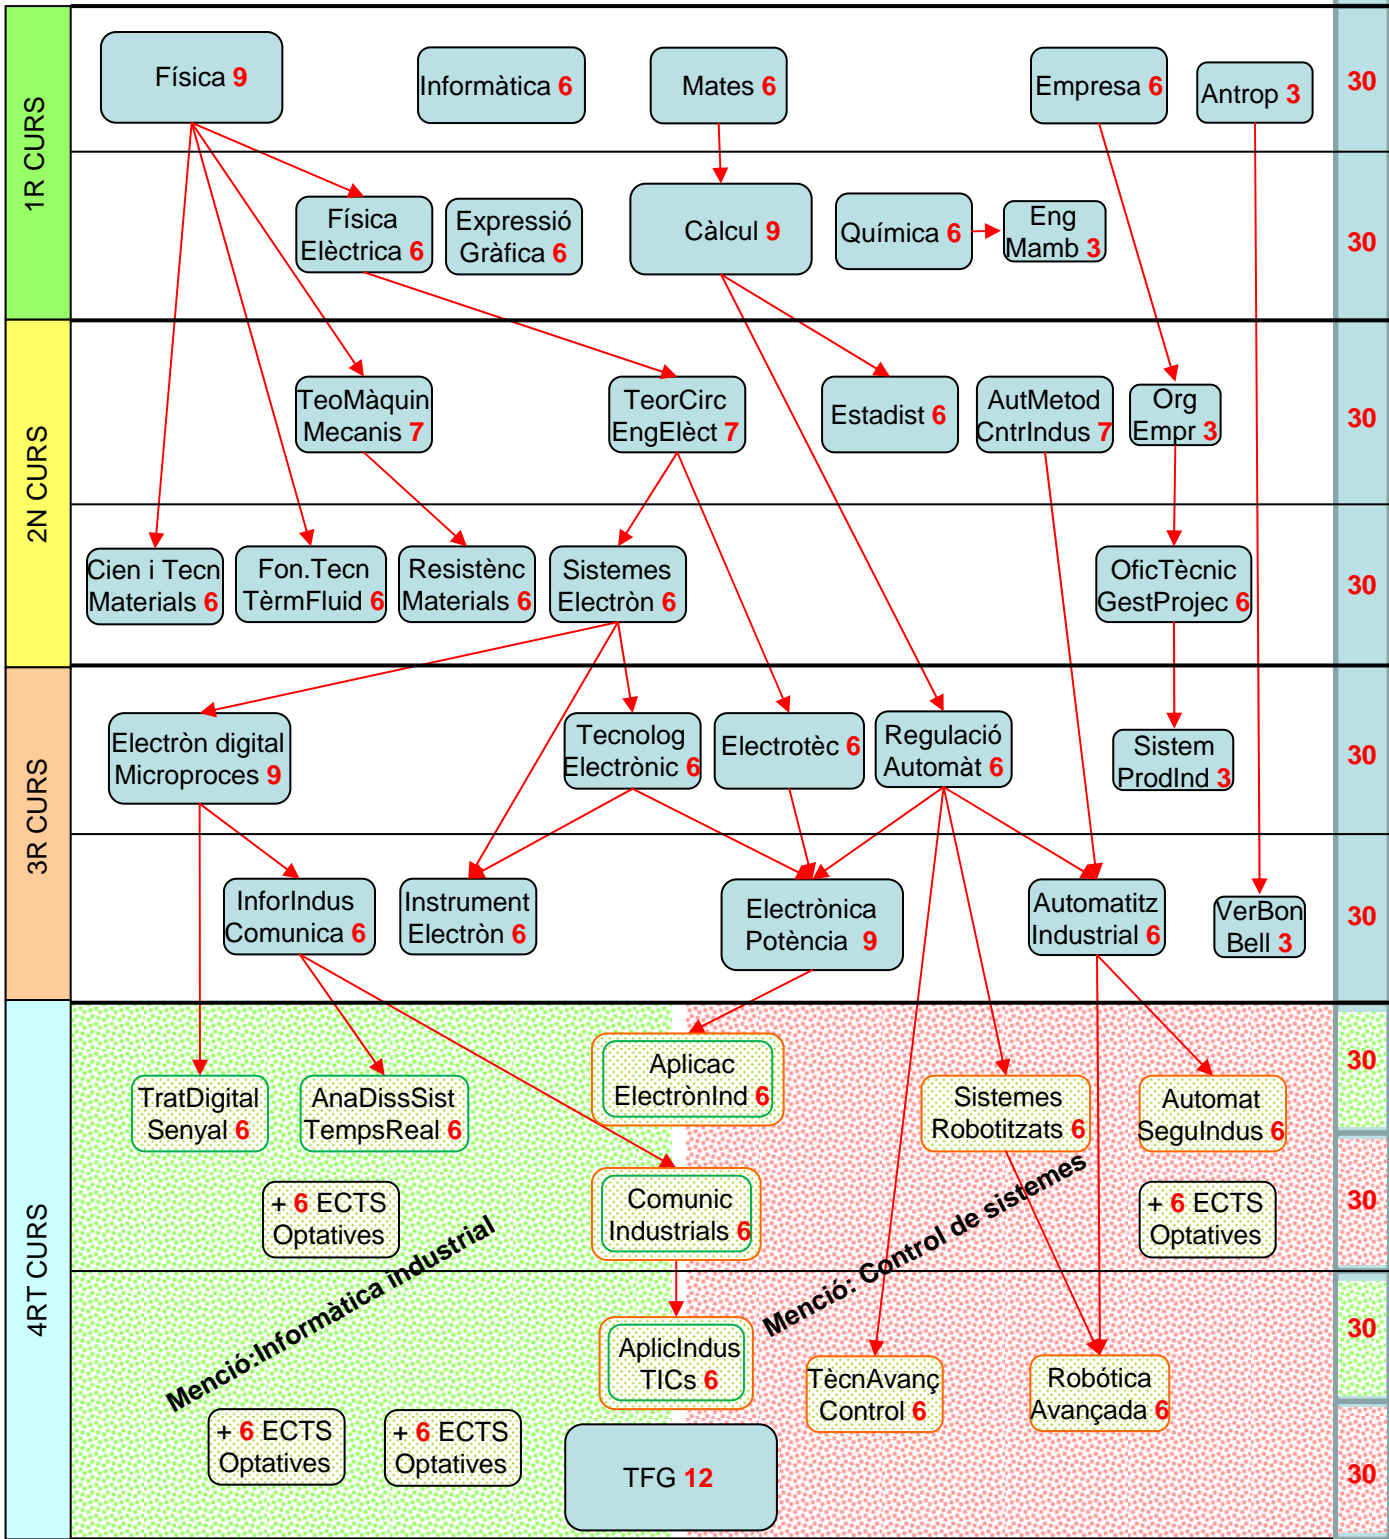 1R CURS
Física 9
Informàtica 6
Mates 6
Empresa 6
Antrop 3
30
Física
Elèctrica 6
Expressió
Gràfica 6
Càlcul 9
Química 6
Eng
Mamb 3
30
2N CURS
TeoMàquin
Mecanis 7
TeorCirc
EngElèct 7
Estadist 6
AutMetod
CntrIndus 7
Org
Empr 3
30
Cien i Tecn
Materials 6
Fon.Tecn
TèrmFluid 6
Resistènc
Materials 6
Sistemes
Electròn 6
OficTècnic
GestProjec 6
30
3R CURS
Electròn digital
Microproces 9
Tecnolog
Electrònic 6
Electrotèc 6
Regulació
Automàt 6
Sistem
ProdInd 3
30
InforIndus
Comunica 6
Instrument
Electròn 6
Electrònica
Potència 9
Automatitz
Industrial 6
VerBon
Bell 3
30
4RT CURS
TratDigital
Senyal 6
AnaDissSist
TempsReal 6
Aplicac
ElectrònInd 6
Sistemes
Robotitzats 6
Automat
SeguIndus 6
30
+ 6 ECTS
Optatives
Comunic
Industrials 6
+ 6 ECTS
Optatives
30
Menció:Informàtica industrial
Menció: Control de sistemes
AplicIndus
TICs 6
TècnAvanç
Control 6
Robótica
Avançada 6
30
+ 6 ECTS
Optatives
+ 6 ECTS
Optatives
TFG 12
30